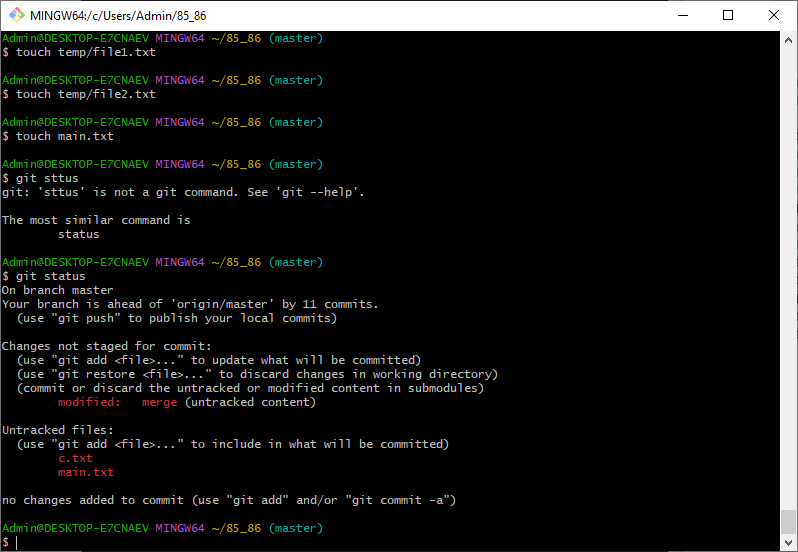 MINGW64:/c/Users/Admin/85_86
Admin@DESKTOP-E7CNAEV MINGW64 ~/85_86 (master)
$ touch temp/file1.txt
Admin@DESKTOP-E7CNAEV MINGW64 ~/85_86 (master)
$ touch temp/file2.txt
Admin@DESKTOP-E7CNAEV MINGW64 ~/85_86 (master)
$ touch main.txt
Admin@DESKTOP-E7CNAEV MINGW64 ~/85_86 (master)
$ git sttus
git: 'sttus' is not a git command. See 'git --help'.
The most similar command is
status
Admin@DESKTOP-E7CNAEV MINGW64 ~/85_86 (master)
$ git status
On branch master
Your branch is ahead of 'origin/master' by 11 commits.
(use "git push" to publish your local commits)
Changes not staged for commit:
(use "git add <file>..." to update what will be committed)
(use "git restore <file>..." to discard changes in working directory)
(commit or discard the untracked or modified content in submodules)
modified:   merge (untracked content)
Untracked files:
(use "git add <file>..." to include in what will be committed)
c.txt
main.txt
no changes added to commit (use "git add" and/or "git commit -a")
Admin@DESKTOP-E7CNAEV MINGW64 ~/85_86 (master)
$